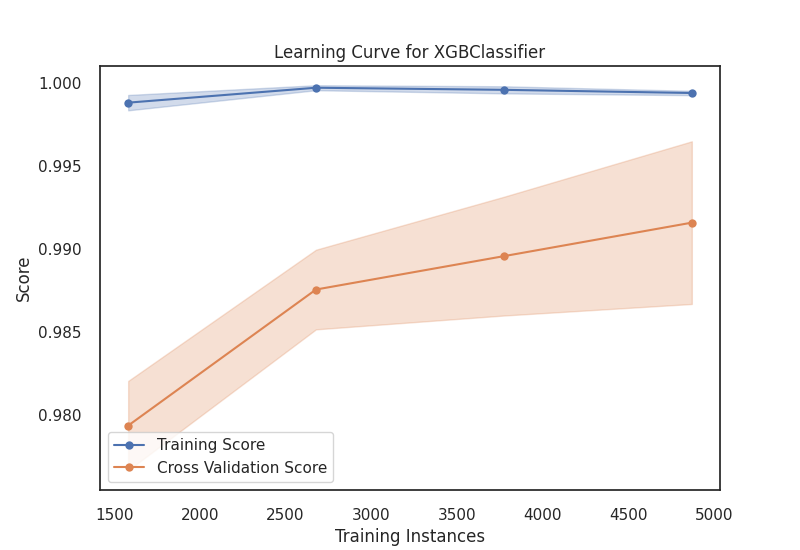 Learning Curve for XGBClassifier
1.000
0.995
0.990
0.985
0.980
Score
Training Score
Cross Validation Score
1500 2000 2500 3000 3500 4000 4500 5000
Training Instances